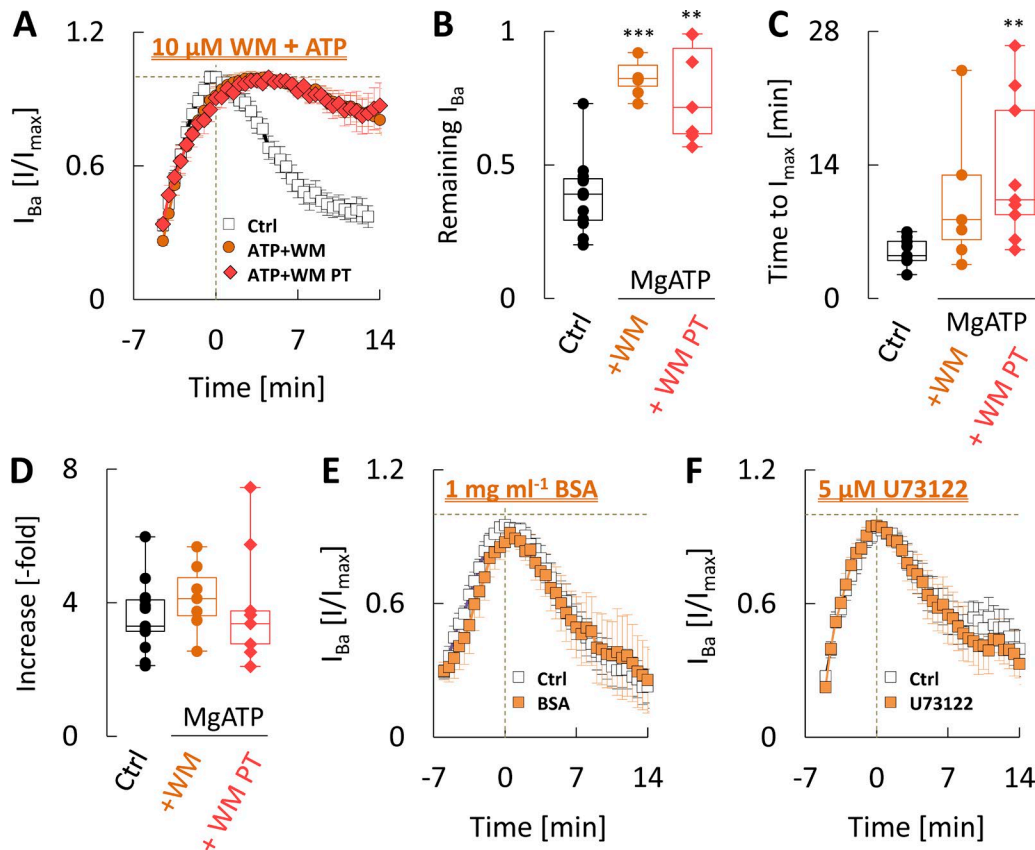 A
10 µM WM + ATP
1.2
0.6
0
I_Ba [I/I_max]
Ctrl
ATP+WM
ATP+WM PT
-7
0
7
14
Time [min]
B
1
0.5
0
Remaining I_Ba
***
**
MgATP
Ctrl
+WM
+ WM PT
C
28
14
0
Time to I_max [min]
**
MgATP
Ctrl
+WM
+ WM PT
D
8
4
0
Increase [-fold]
MgATP
Ctrl
+WM
+ WM PT
E
1 mg ml⁻¹ BSA
1.2
0.6
0
I_Ba [I/I_max]
Ctrl
BSA
-7
0
7
14
Time [min]
F
5 µM U73122
1.2
0.6
0
I_Ba [I/I_max]
Ctrl
U73122
-7
0
7
14
Time [min]